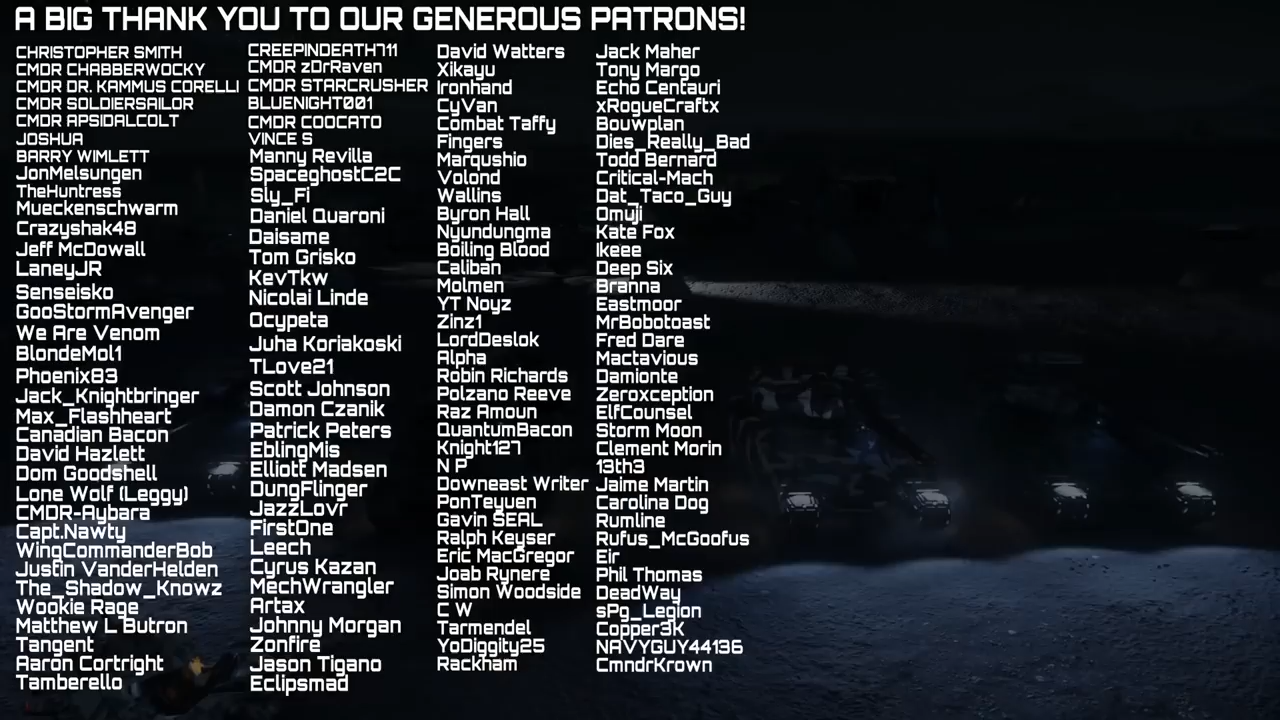 A BIG THANK YOU TO OUR GENEROUS PATRONS!
CHRISTOPHER SMITH
CMDR CHABBERWOCKY
CMDR DR. KAMMUS CORELLI
CMDR SOLDIERSAILOR
CMDR APSIDALCOLT
JOSHUA
BARRY WIMLETT
JonMelsungen
TheHuntress
Mueckenschwarm
Crazyshak48
Jeff McDowall
LaneyJR
Senseisko
GooStormAvenger
We Are Venom
BlondeMol1
Phoenix83
Jack_Knightbringer
Max_Flashheart
Canadian Bacon
David Hazlett
Dom Goodshell
Lone Wolf (Leggy)
CMDR-Aybara
Capt.Nawty
WingCommanderBob
Justin VanderHelden
The_Shadow_Knowz
Wookie Rage
Matthew L Butron
Tangent
Aaron Cortright
Tamberello
CREEPINDEATH711
CMDR zDrRaven
CMDR STARCRUSHER
BLUENIGHT001
CMDR COOCATO
VINCE S
Manny Revilla
SpaceghostC2C
Sly_Fi
Daniel Quaroni
Daisame
Tom Grisko
KevTkw
Nicolai Linde
Ocypeta
Juha Koriakoski
TLove21
Scott Johnson
Damon Czanik
Patrick Peters
EblingMis
Elliott Madsen
DungFlinger
JazzLovr
FirstOne
Leech
Cyrus Kazan
MechWrangler
Artax
Johnny Morgan
Zonfire
Jason Tigano
Eclipsmad
David Watters
Xikayu
Ironhand
CyVan
Combat Taffy
Fingers
Marqushio
Volond
Wallins
Byron Hall
Nyundungma
Boiling Blood
Caliban
Molmen
YT Noyz
Zinz1
LordDeslok
Alpha
Robin Richards
Polzano Reeve
Raz Amoun
QuantumBacon
Knight127
N P
Downeast Writer
PonTeyuen
Gavin SEAL
Ralph Keyser
Eric MacGregor
Joab Rynere
Simon Woodside
C W
Tarmendel
YoDiggity25
Rackham
Jack Maher
Tony Margo
Echo Centauri
xRogueCraftx
Bouwplan
Dies_Really_Bad
Todd Bernard
Critical-Mach
Dat_Taco_Guy
Omuji
Kate Fox
Ikeee
Deep Six
Branna
Eastmoor
MrBobotoast
Fred Dare
Mactavious
Damionte
Zeroxception
ElfCounsel
Storm Moon
Clement Morin
13th3
Jaime Martin
Carolina Dog
Rumline
Rufus_McGoofus
Eir
Phil Thomas
DeadWay
sPg_Legion
Copper3K
NAVYGUY44136
CmndrKrown